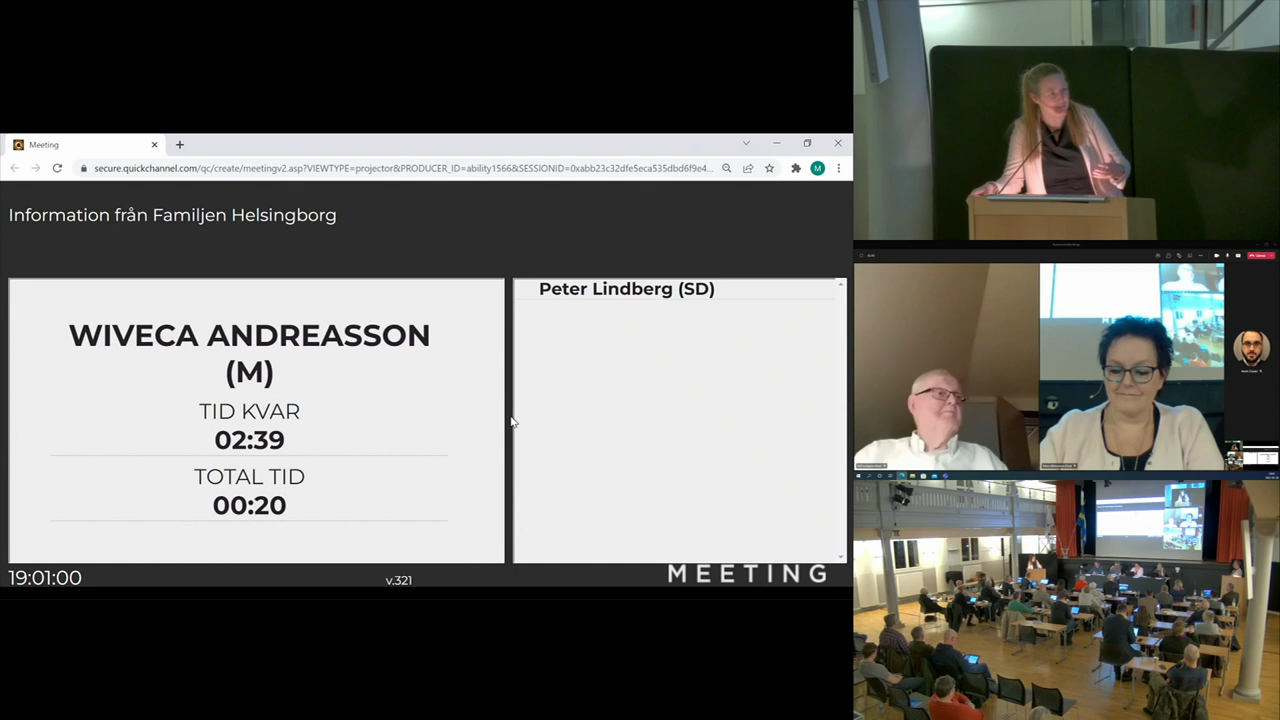 Meeting
secure.quickchannel.com/qc/create/meetingv2.asp?VIEWTYPE=projector&PRODUCER_ID=ability1566&SESSIONID=0xabb23c32dfe5eca535dbd6f9e4...
M
Information från Familjen Helsingborg
WIVECA ANDREASSON
(M)
TID KVAR
02:39
TOTAL TID
00:20
Peter Lindberg (SD)
19:01:00
v.321
MEETING